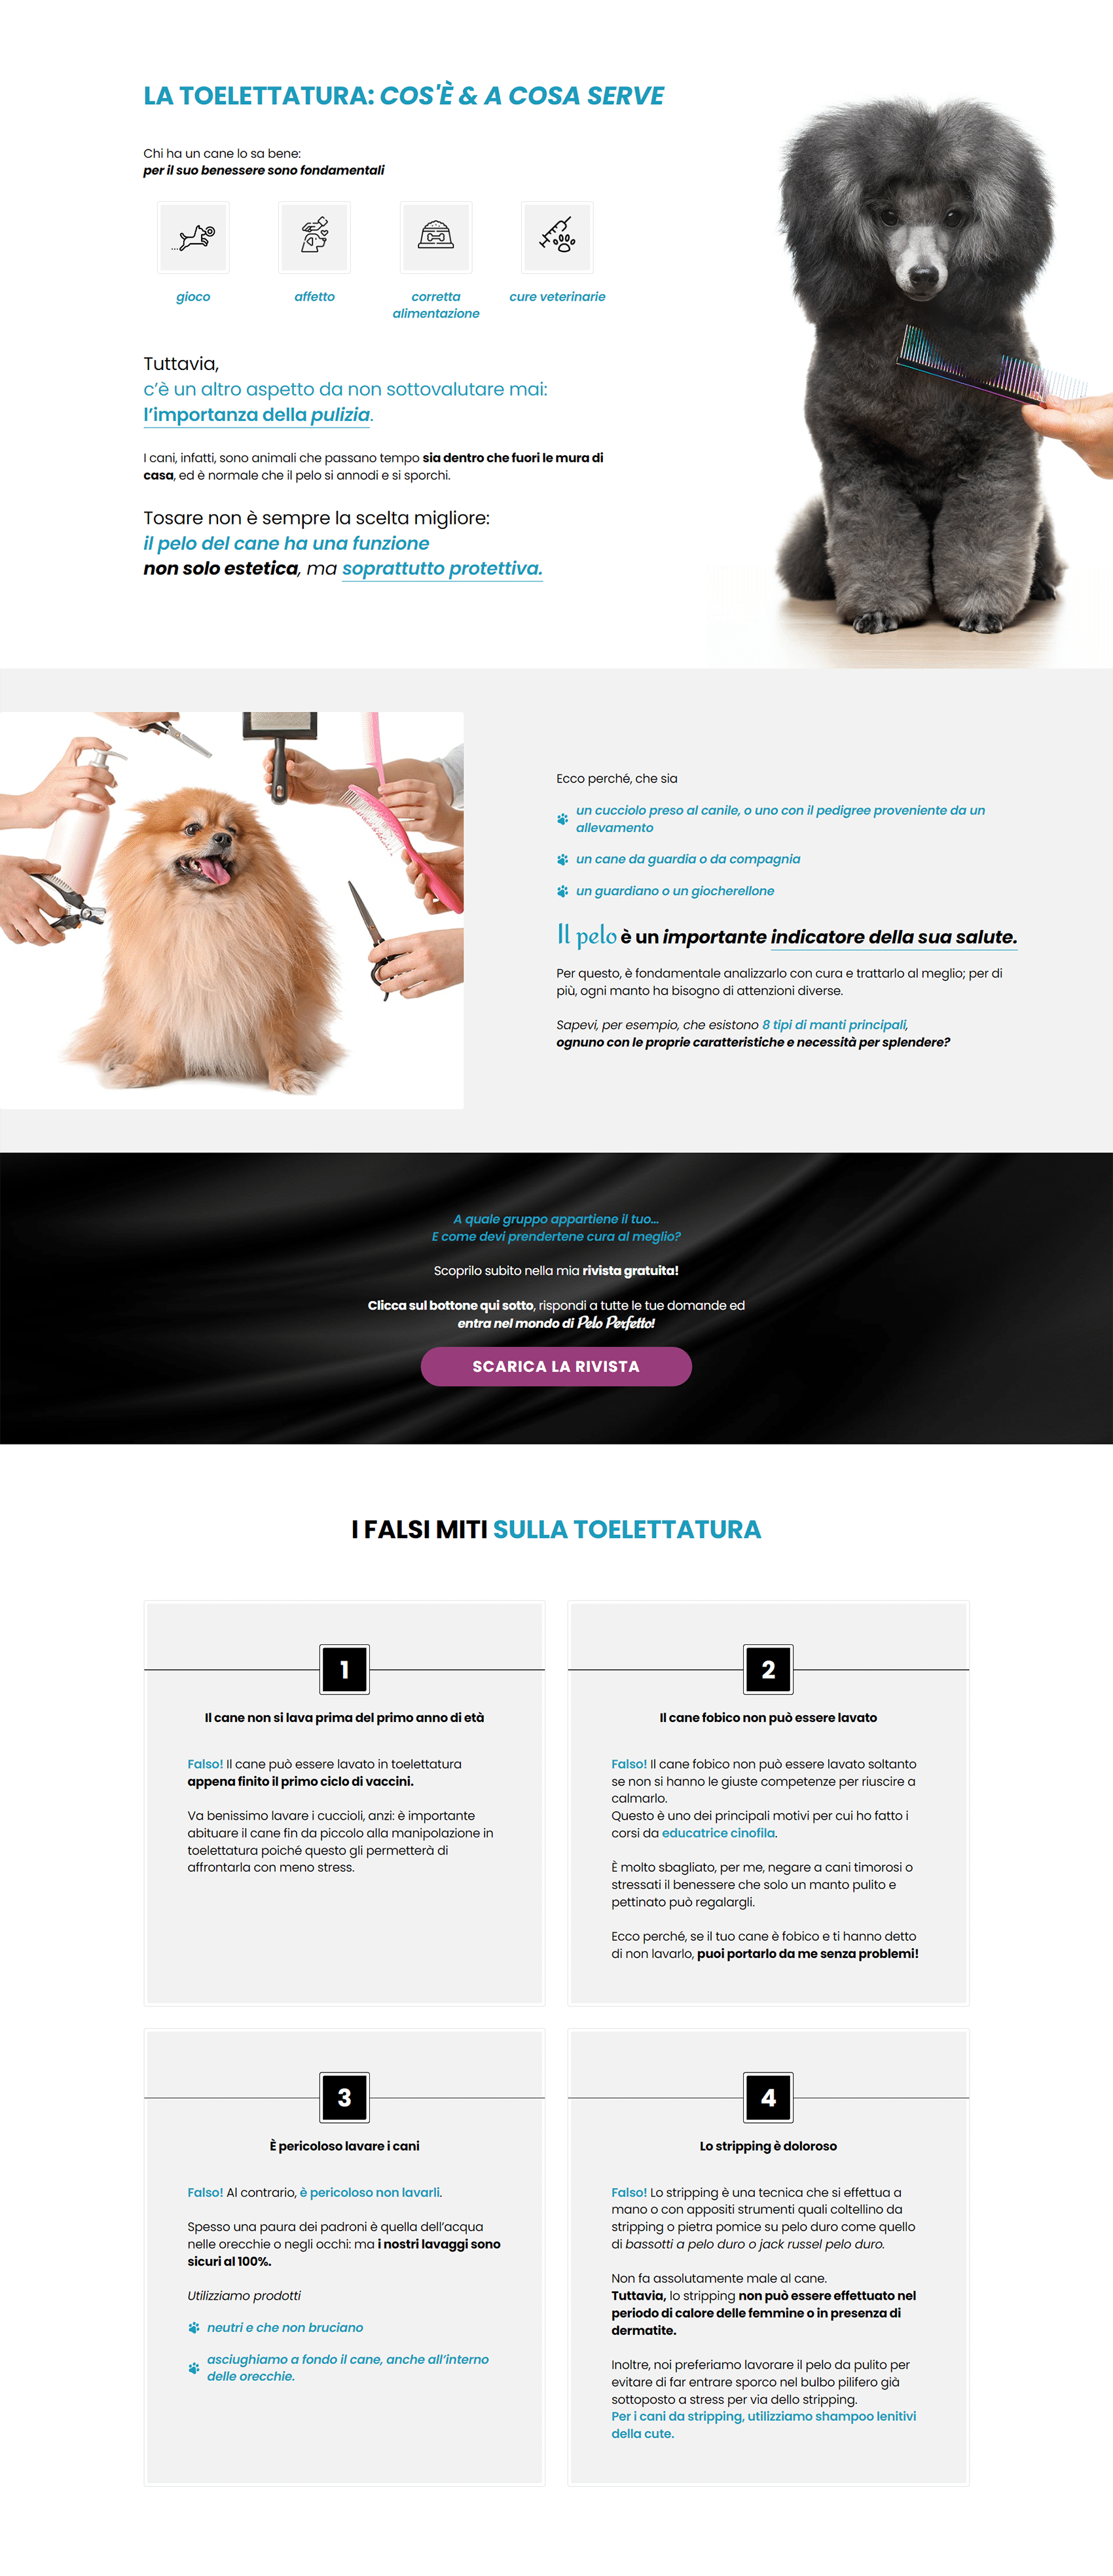 LA TOELETTATURA: COS'È & A COSA SERVE
Chi ha un cane lo sa bene:
per il suo benessere sono fondamentali
gioco
affetto
corretta
alimentazione
cure veterinarie
Tuttavia,
c'è un altro aspetto da non sottovalutare mai:
l'importanza della pulizia.
I cani, infatti, sono animali che passano tempo sia dentro che fuori le mura di
casa, ed è normale che il pelo si annodi e si sporchi.
Tosare non è sempre la scelta migliore:
il pelo del cane ha una funzione
non solo estetica, ma soprattutto protettiva.
Ecco perché, che sia
un cucciolo preso al canile, o uno con il pedigree proveniente da un
allevamento
un cane da guardia o da compagnia
un guardiano o un giocherellone
Il pelo è un importante indicatore della sua salute.
Per questo, è fondamentale analizzarlo con cura e trattarlo al meglio; per di
più, ogni manto ha bisogno di attenzioni diverse.
Sapevi, per esempio, che esistono 8 tipi di manti principali,
ognuno con le proprie caratteristiche e necessità per splendere?
A quale gruppo appartiene il tuo...
E come devi prendertene cura al meglio?
Scoprilo subito nella mia rivista gratuita!
Clicca sul bottone qui sotto, rispondi a tutte le tue domande ed
entra nel mondo di Pelo Perfetto!
SCARICA LA RIVISTA
I FALSI MITI SULLA TOELETTATURA
1
Il cane non si lava prima del primo anno di età
Falso! Il cane può essere lavato in toelettatura
appena finito il primo ciclo di vaccini.
Va benissimo lavare i cuccioli, anzi: è importante
abituare il cane fin da piccolo alla manipolazione in
toelettatura poiché questo gli permetterà di
affrontarla con meno stress.
2
Il cane fobico non può essere lavato
Falso! Il cane fobico non può essere lavato soltanto
se non si hanno le giuste competenze per riuscire a
calmarlo.
Questo è uno dei principali motivi per cui ho fatto i
corsi da educatrice cinofila.
È molto sbagliato, per me, negare a cani timorosi o
stressati il benessere che solo un manto pulito e
pettinato può regalargli.
Ecco perché, se il tuo cane è fobico e ti hanno detto
di non lavarlo, puoi portarlo da me senza problemi!
3
È pericoloso lavare i cani
Falso! Al contrario, è pericoloso non lavarli.
Spesso una paura dei padroni è quella dell'acqua
nelle orecchie o negli occhi: ma i nostri lavaggi sono
sicuri al 100%.
Utilizziamo prodotti
neutri e che non bruciano
asciughiamo a fondo il cane, anche all'interno
delle orecchie.
4
Lo stripping è doloroso
Falso! Lo stripping è una tecnica che si effettua a
mano o con appositi strumenti quali coltellino da
stripping o pietra pomice su pelo duro come quello
di bassotti a pelo duro o jack russel pelo duro.
Non fa assolutamente male al cane.
Tuttavia, lo stripping non può essere effettuato nel
periodo di calore delle femmine o in presenza di
dermatite.
Inoltre, noi preferiamo lavorare il pelo da pulito per
evitare di far entrare sporco nel bulbo pilifero già
sottoposto a stress per via dello stripping.
Per i cani da stripping, utilizziamo shampoo lenitivi
della cute.